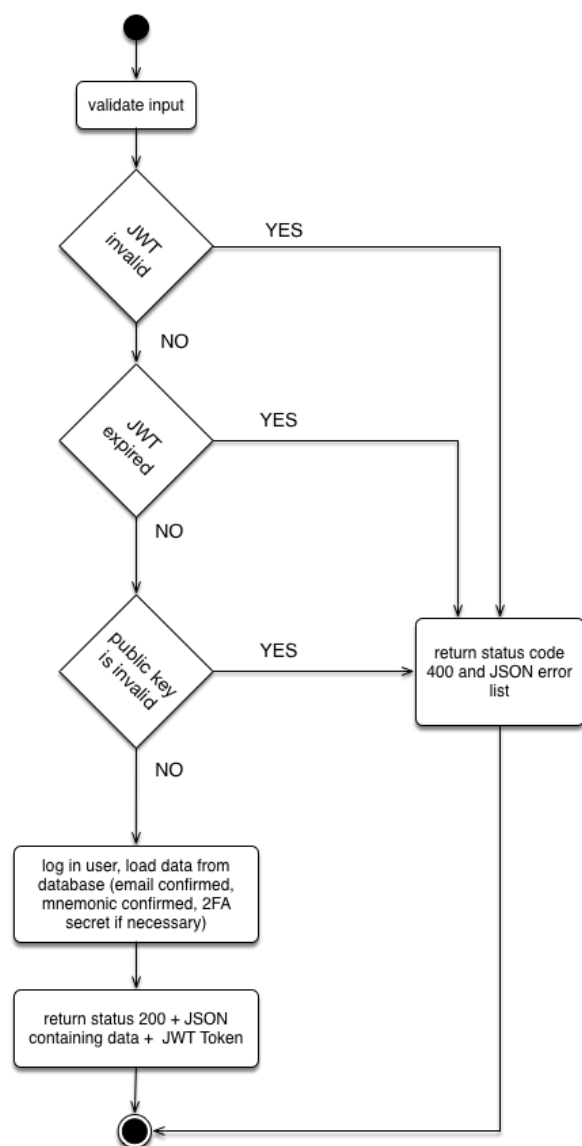 validate input
JWT
invalid
YES
NO
JWT
expired
YES
NO
public key
is invalid
YES
return status code
400 and JSON error
list
NO
log in user, load data from
database (email confirmed,
mnemonic confirmed, 2FA
secret if necessary)
return status 200 + JSON
containing data + JWT Token